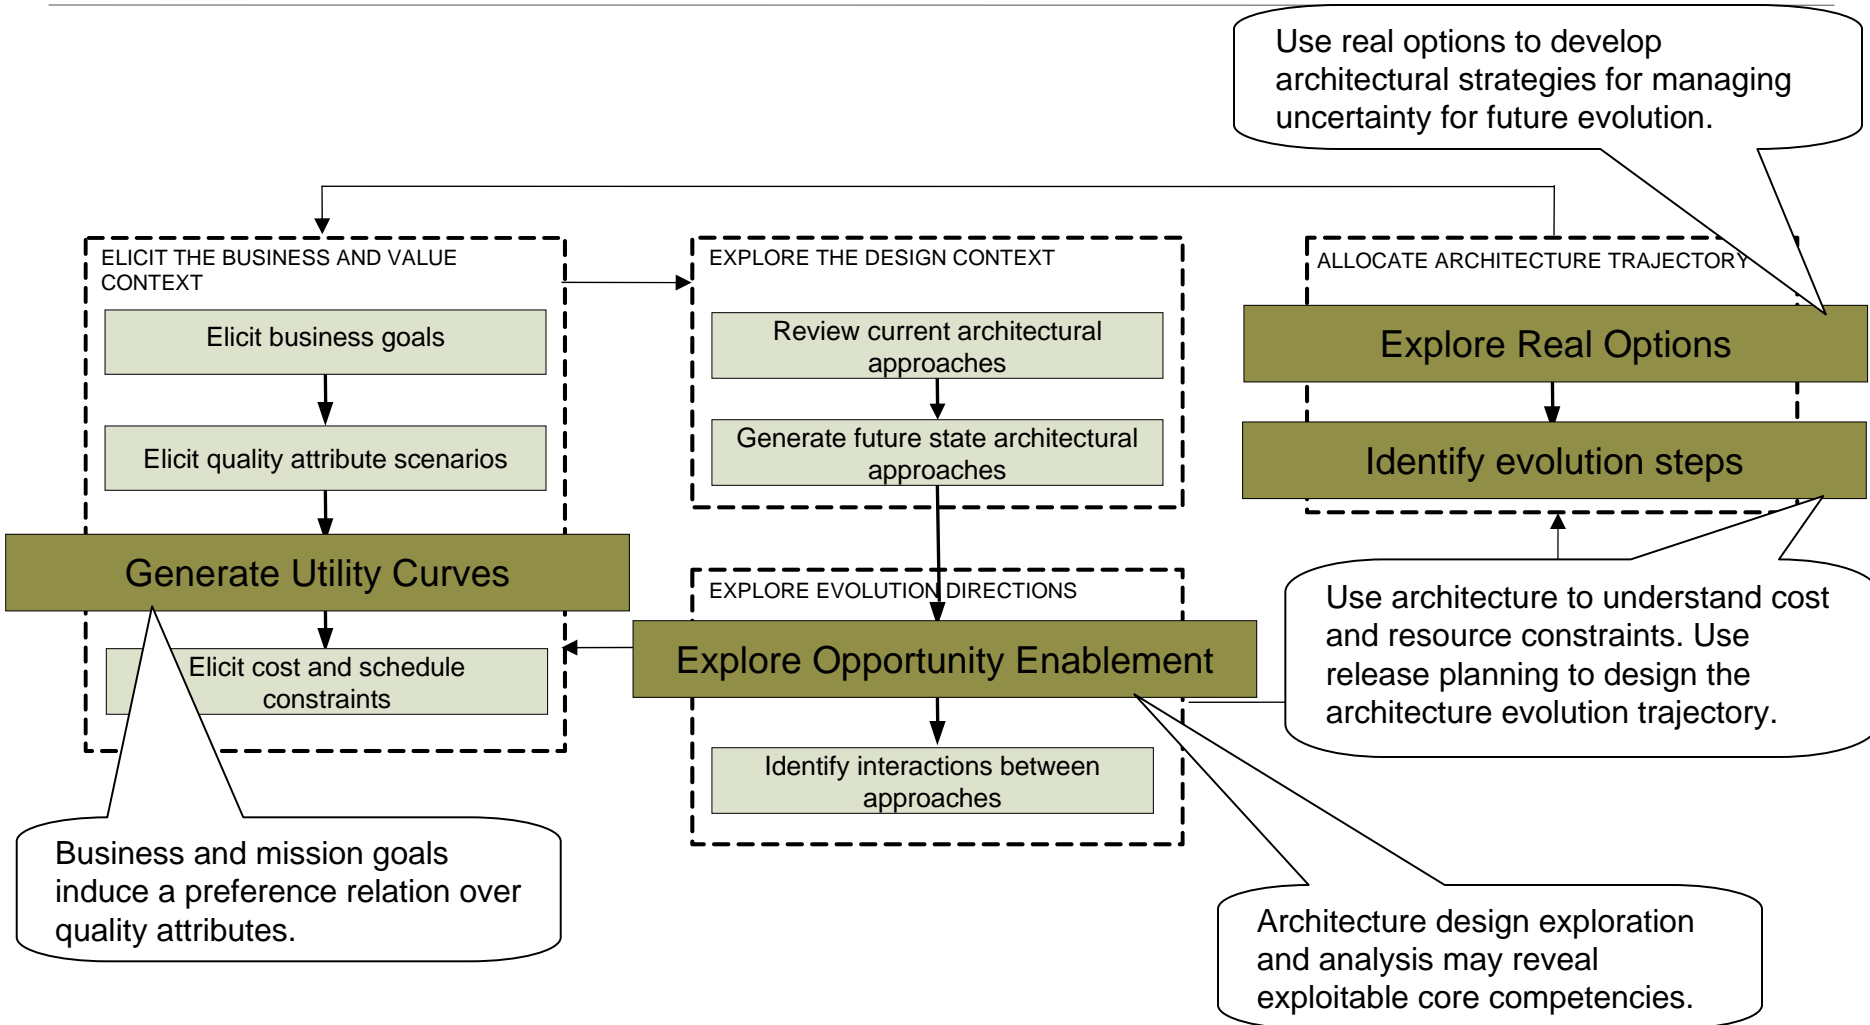 Use real options to develop
architectural strategies for managing
uncertainty for future evolution.
ELICIT THE BUSINESS AND VALUE
CONTEXT
Elicit business goals
Elicit quality attribute scenarios
Generate Utility Curves
Elicit cost and schedule
constraints
Business and mission goals
induce a preference relation over
quality attributes.
EXPLORE THE DESIGN CONTEXT
Review current architectural
approaches
Generate future state architectural
approaches
EXPLORE EVOLUTION DIRECTIONS
Explore Opportunity Enablement
Identify interactions between
approaches
Architecture design exploration
and analysis may reveal
exploitable core competencies.
ALLOCATE ARCHITECTURE TRAJECTORY
Explore Real Options
Identify evolution steps
Use architecture to understand cost
and resource constraints. Use
release planning to design the
architecture evolution trajectory.